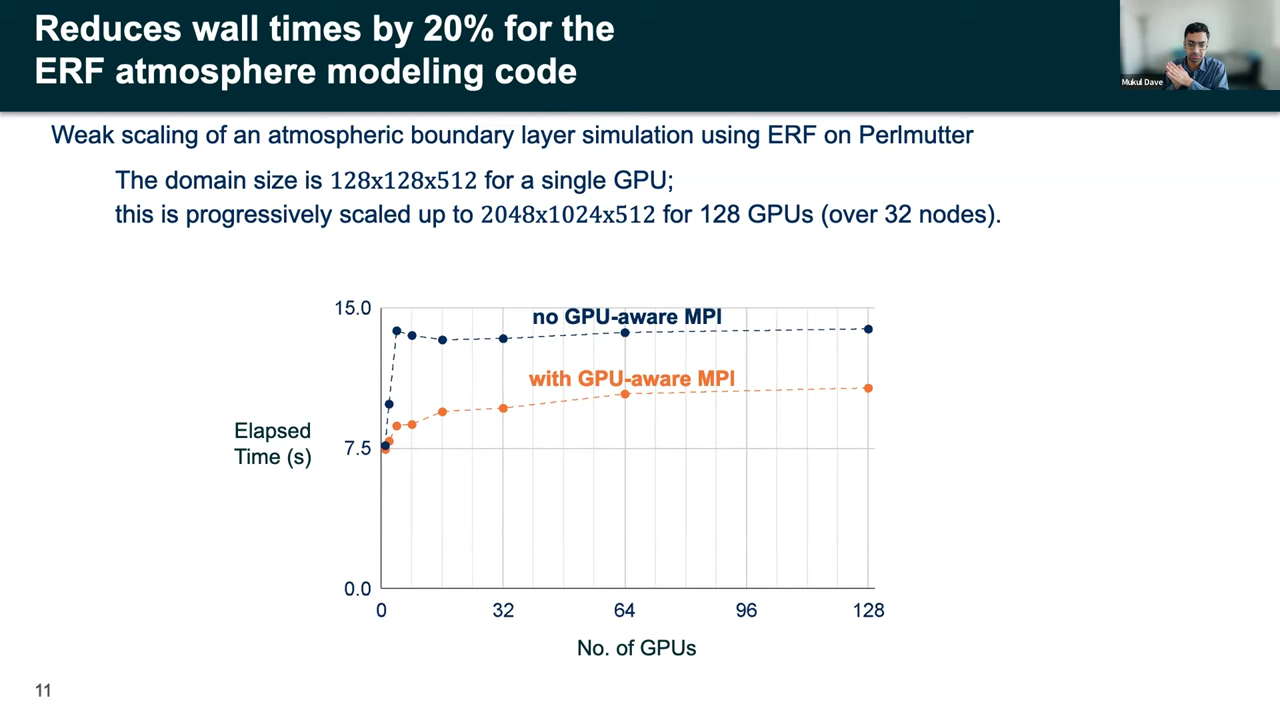 Reduces wall times by 20% for the
ERF atmosphere modeling code
Mukul Dave
Weak scaling of an atmospheric boundary layer simulation using ERF on Perlmutter
The domain size is 128x128x512 for a single GPU;
this is progressively scaled up to 2048x1024x512 for 128 GPUs (over 32 nodes).
15.0
no GPU-aware MPI
with GPU-aware MPI
Elapsed
Time (s)
7.5
0.0
0
32
64
96
128
No. of GPUs
11